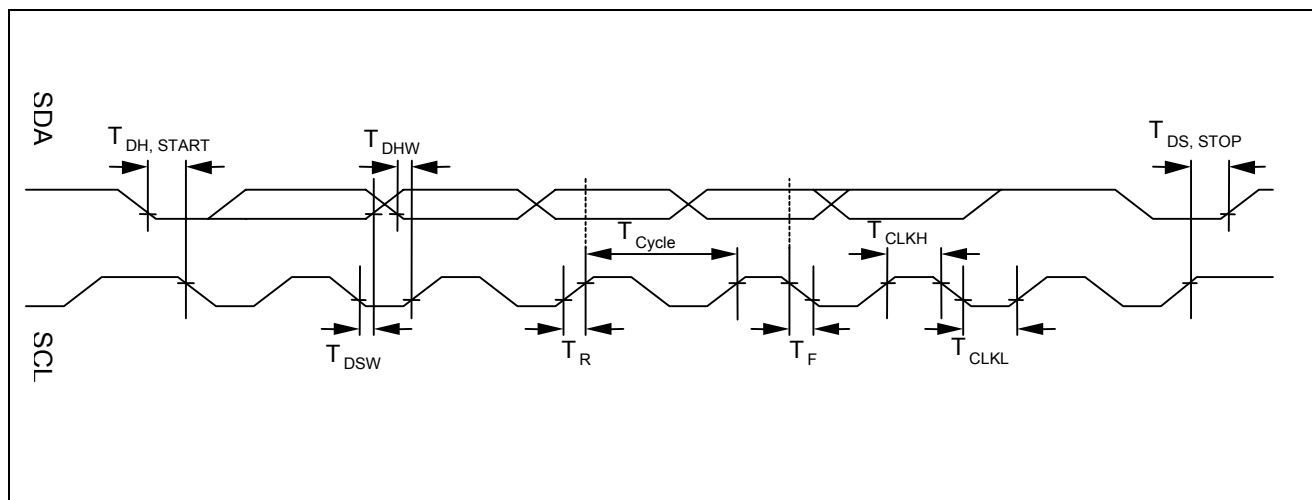 SDA
T DH, START
T DHW
T DS, STOP
T Cycle
T CLKH
SCL
T DSW
T R
T F
T CLKL